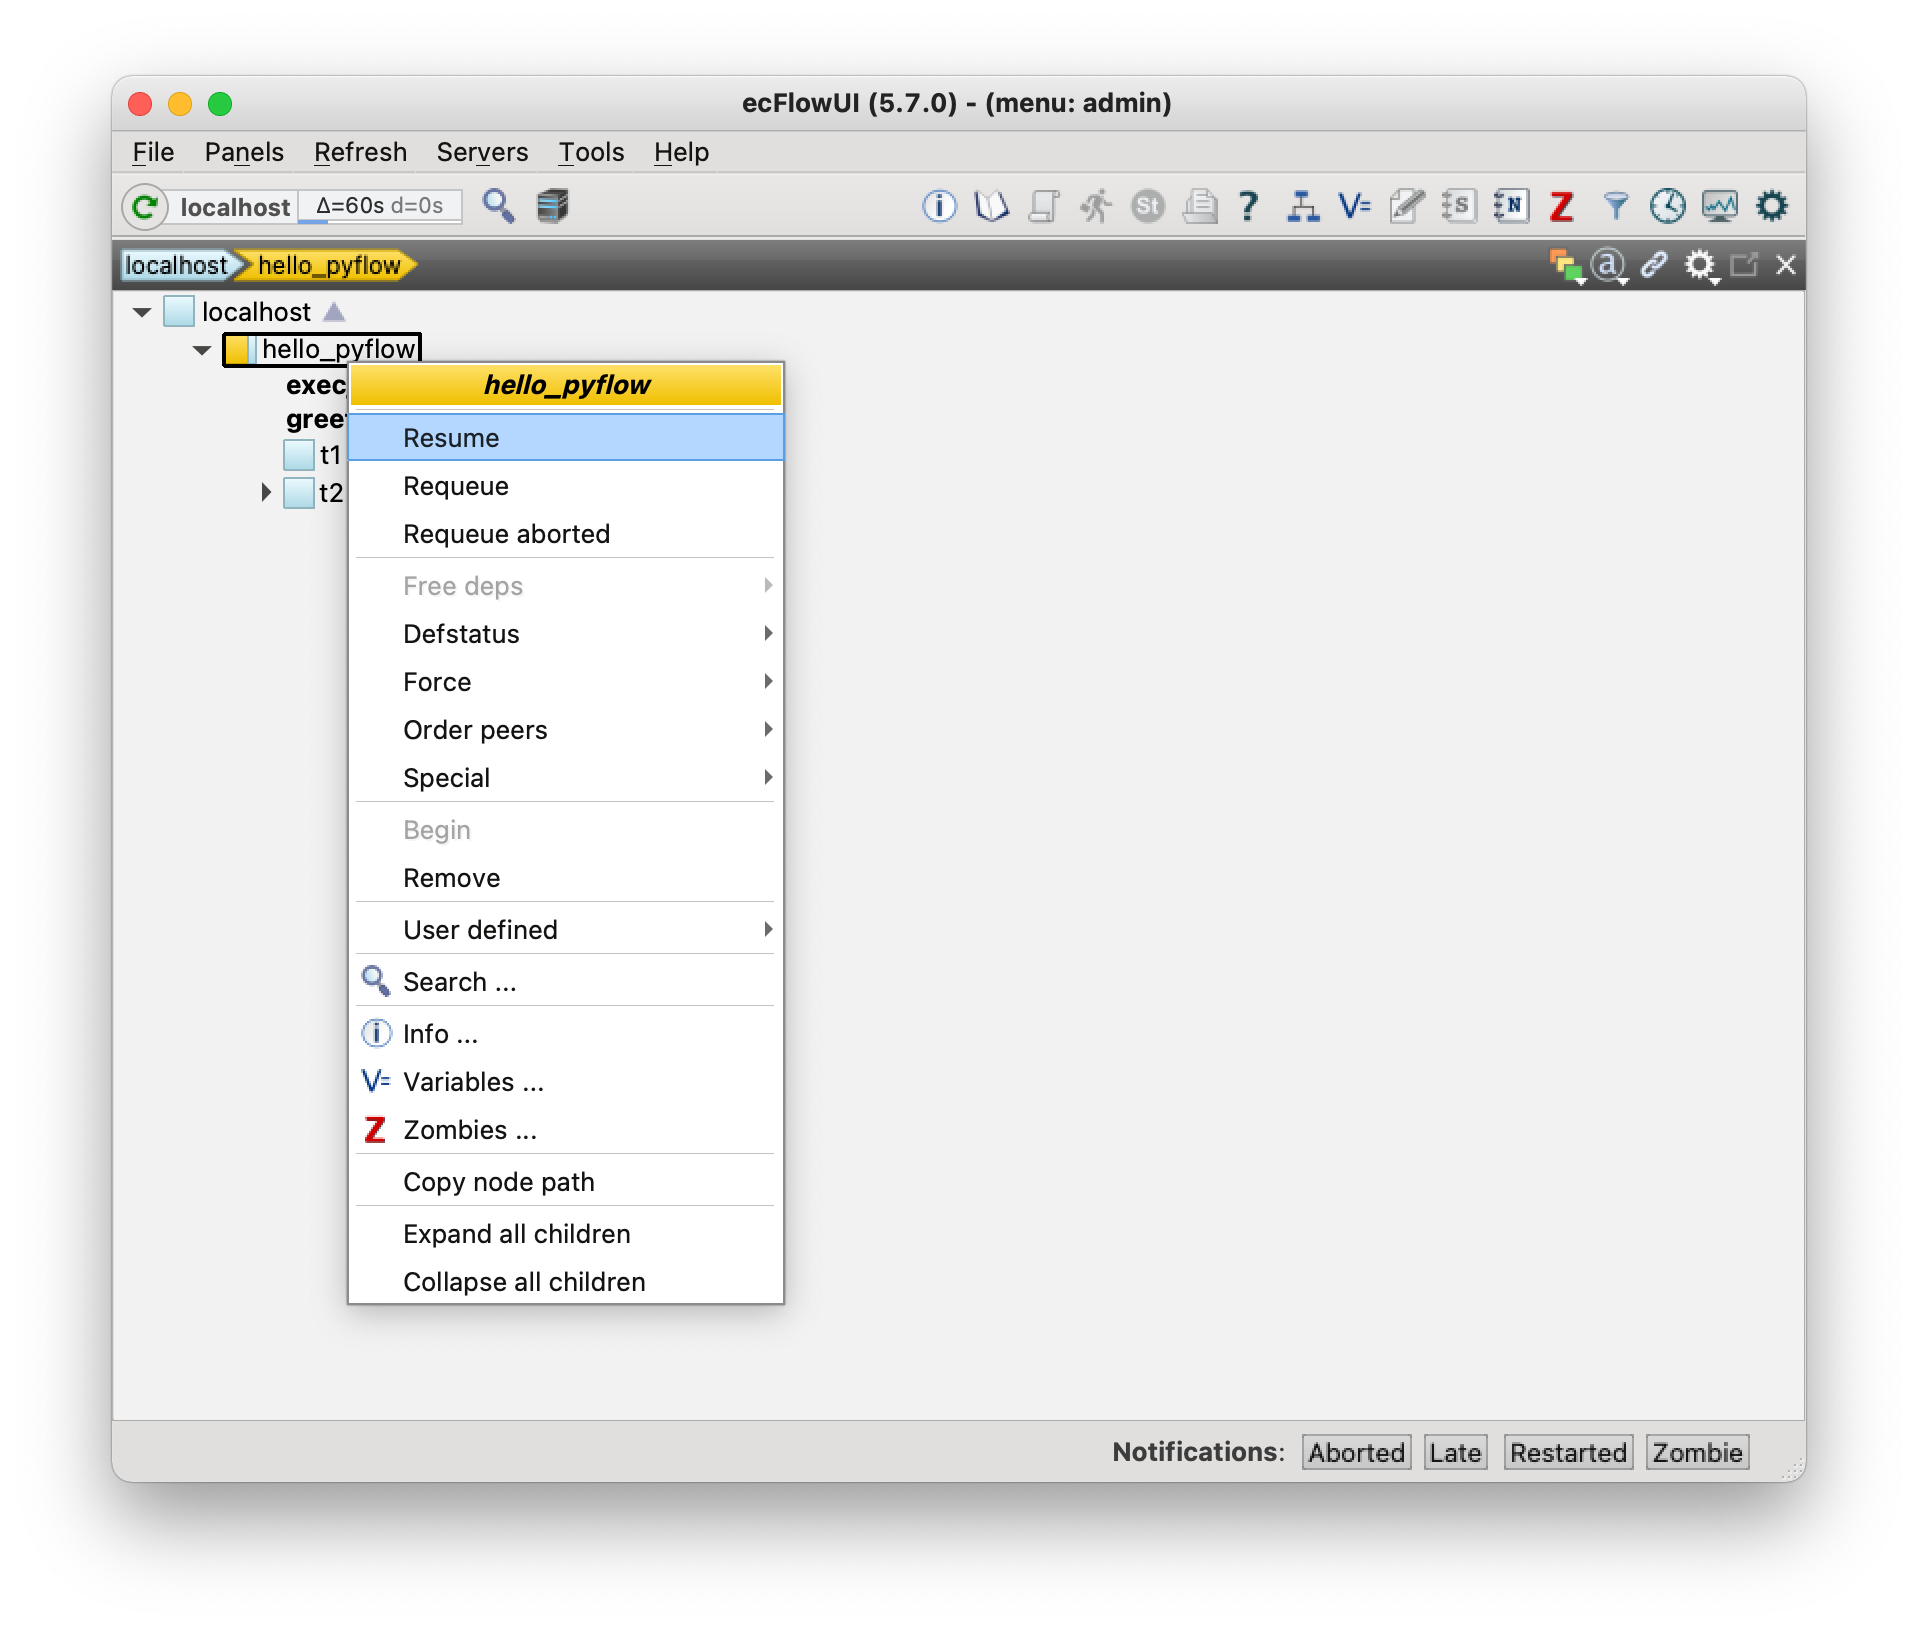 ecFlowUI (5.7.0) - (menu: admin)
File Panels Refresh Servers Tools Help
localhost Δ=60s d=0s St ? V= S N Z
localhost hello_pyflow a
localhost
hello_pyflow
t1
t2
hello_pyflow
Resume
Requeue
Requeue aborted
Free deps
Defstatus
Force
Order peers
Special
Begin
Remove
User defined
Search ...
Info ...
V= Variables ...
Z Zombies ...
Copy node path
Expand all children
Collapse all children
Notifications: Aborted Late Restarted Zombie